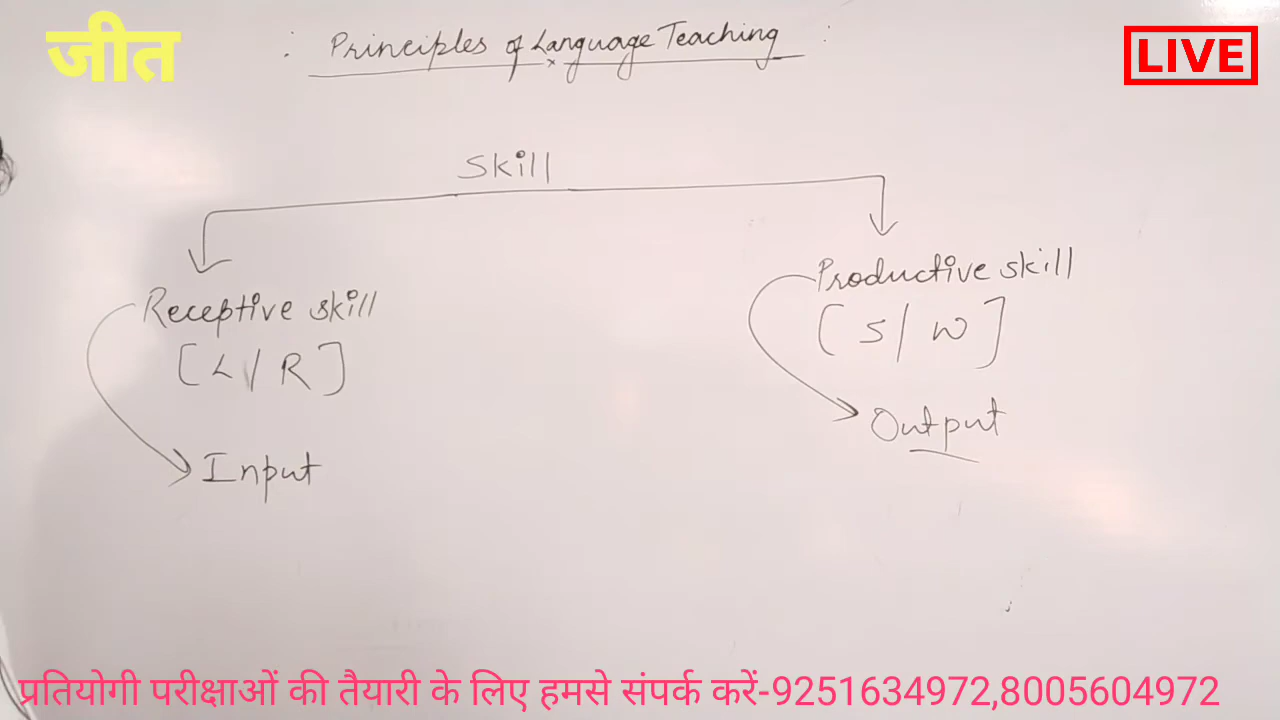 जीत
: Principles of Language Teaching :
LIVE
Skill
Receptive skill
[L/R]
Input
Productive skill
[S/W]
Output
प्रतियोगी परीक्षाओं की तैयारी के लिए हमसे संपर्क करें-9251634972,8005604972